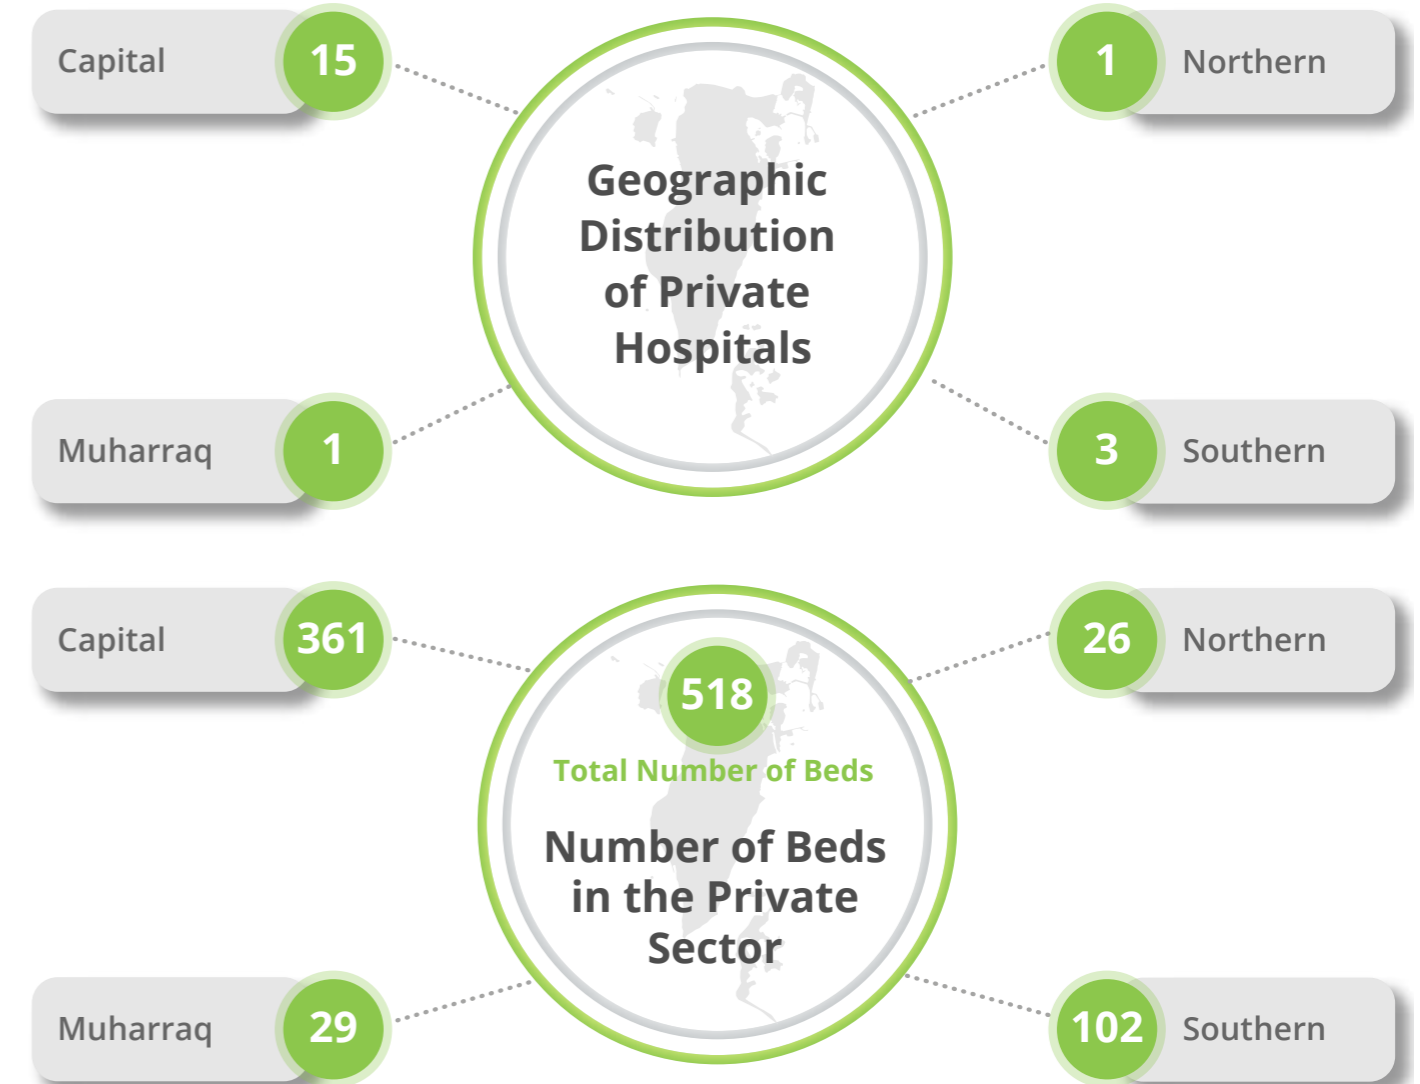 Capital
15
1
Northern
Geographic
Distribution
of Private
Hospitals
Muharraq
1
3
Southern
Capital
361
26
Northern
518
Total Number of Beds
Number of Beds
in the Private
Sector
Muharraq
29
102
Southern